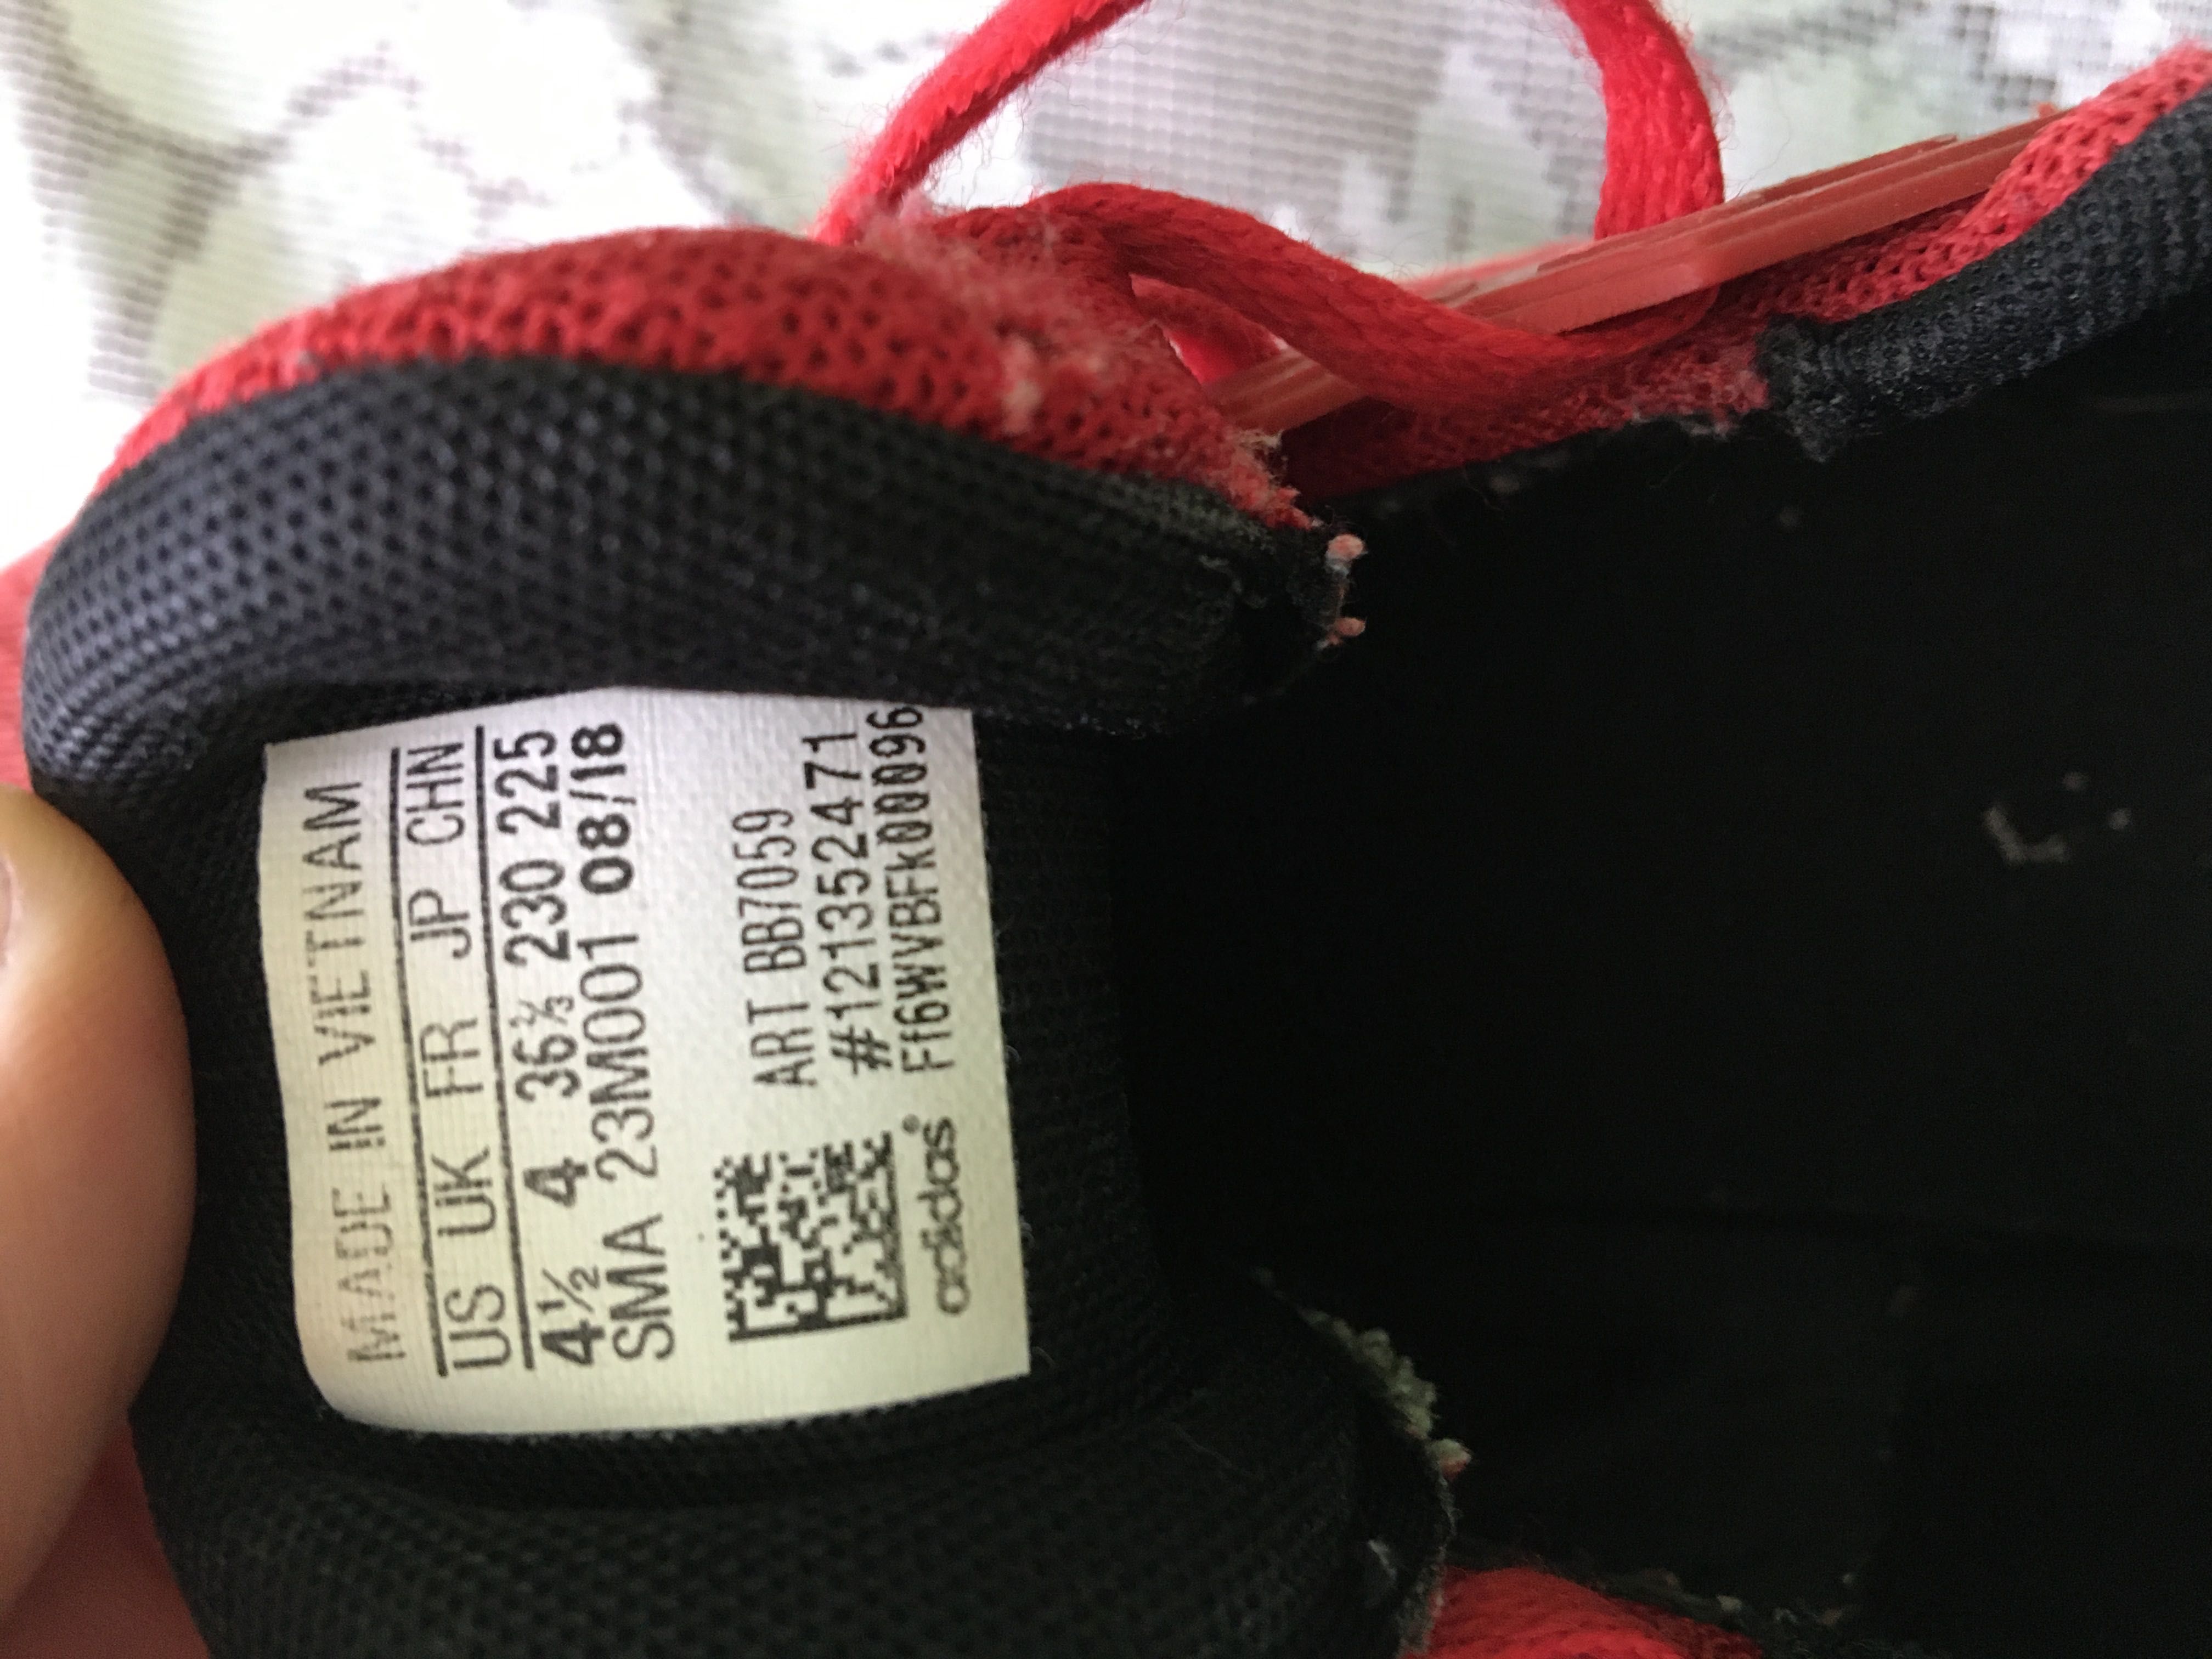 MADE IN VIETNAM
US UK FR JP CHN
4½ 4 36⅔ 230 225
SMA 23M001 08/18
ART BB7059
#121352471
Ff6WVBFk00096
adidas®